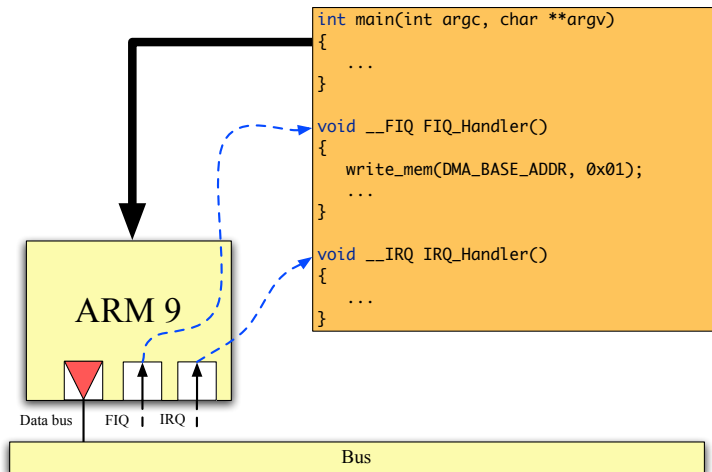 int main(int argc, char **argv)
{
...
}
void __FIQ FIQ_Handler()
{
write_mem(DMA_BASE_ADDR, 0x01);
...
}
void __IRQ IRQ_Handler()
{
...
}
ARM 9
Data bus
FIQ
IRQ
Bus